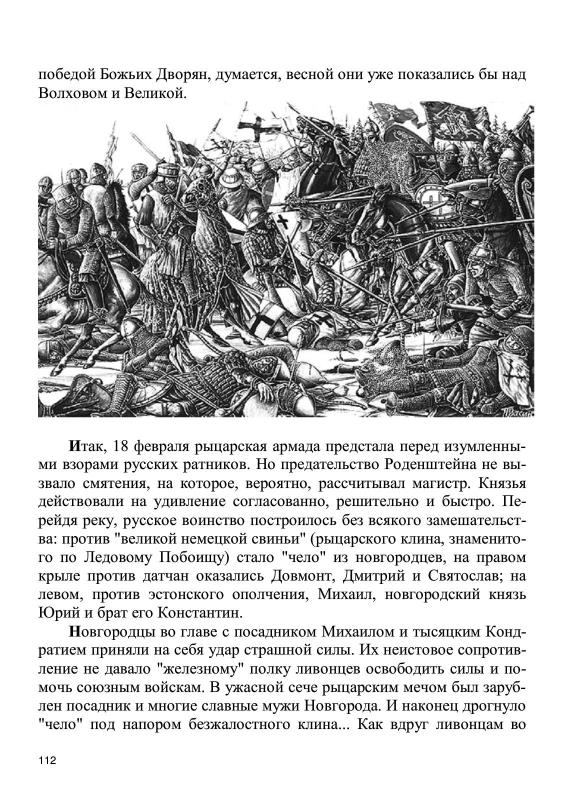 победой Божьих Дворян, думается, весной они уже показались бы над
Волховом и Великой.
Итак, 18 февраля рыцарская армада предстала перед изумленны-
ми взорами русских ратников. Но предательство Роденштейна не вы-
звало смятения, на которое, вероятно, рассчитывал магистр. Князья
действовали на удивление согласованно, решительно и быстро. Пе-
рейдя реку, русское воинство построилось без всякого замешательст-
ва: против "великой немецкой свиньи" (рыцарского клина, знаменито-
го по Ледовому Побоищу) стало "чело" из новгородцев, на правом
крыле против датчан оказались Довмонт, Дмитрий и Святослав; на
левом, против эстонского ополчения, Михаил, новгородский князь
Юрий и брат его Константин.
Новгородцы во главе с посадником Михаилом и тысяцким Конд-
ратием приняли на себя удар страшной силы. Их неистовое сопротив-
ление не давало "железному" полку ливонцев освободить силы и по-
мочь союзным войскам. В ужасной сече рыцарским мечом был заруб-
лен посадник и многие славные мужи Новгорода. И наконец дрогнуло
"чело" под напором безжалостного клина... Как вдруг ливонцам во
112